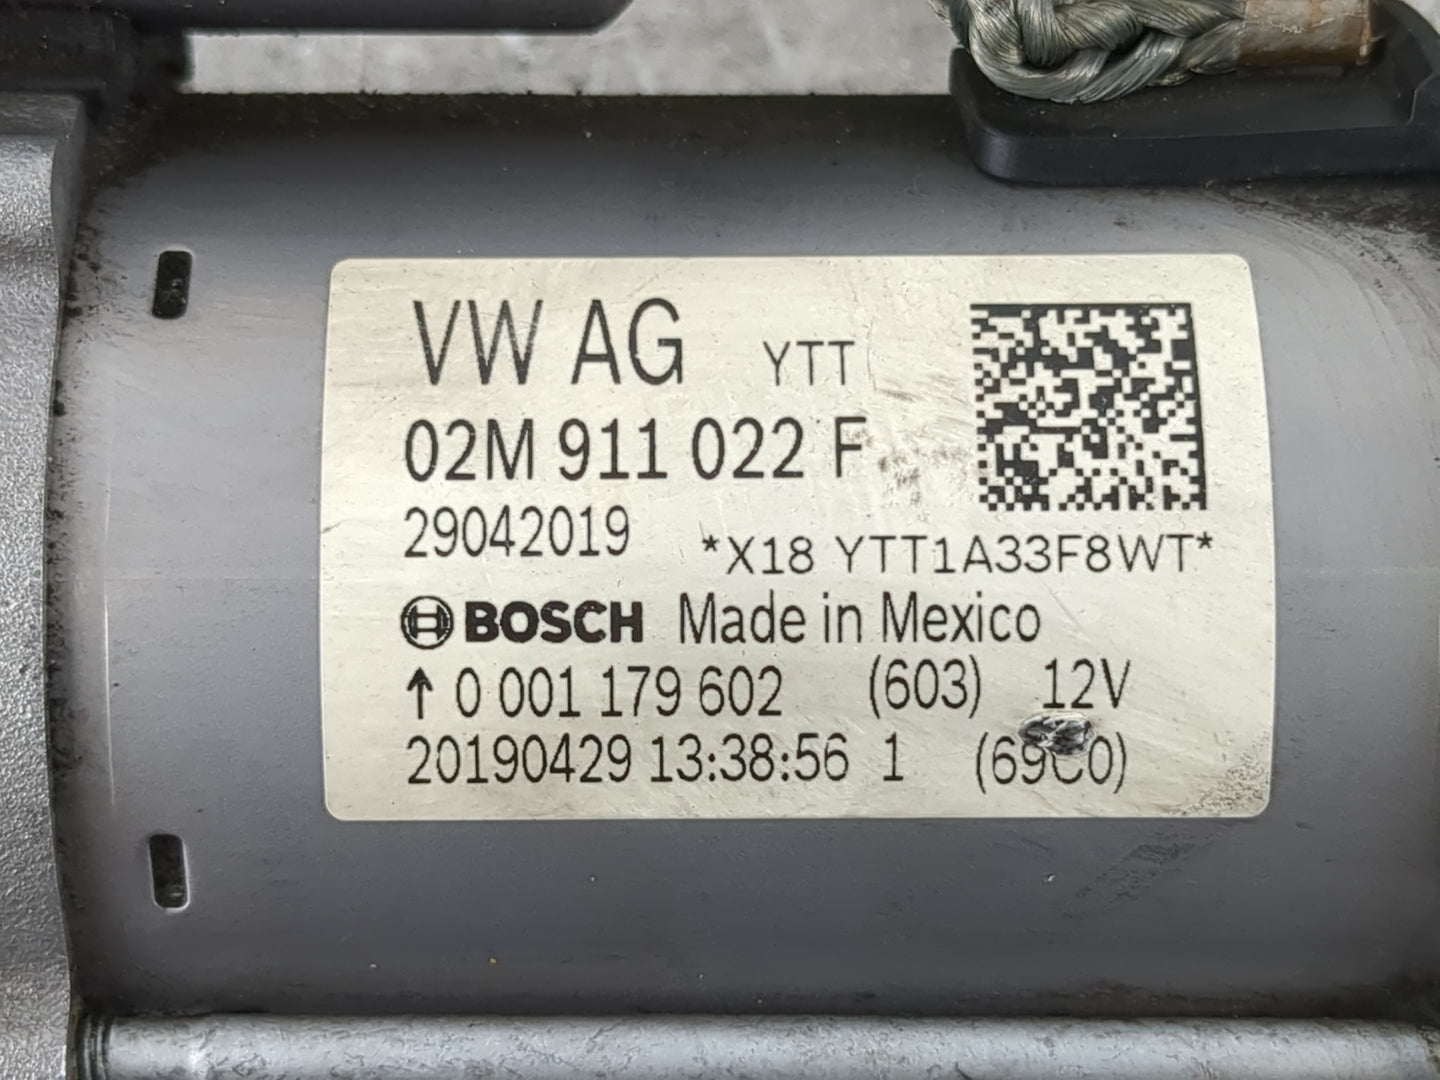 VW AG YTT
02M 911 022 F
29042019
*X18 YTT1A33F8WT*
BOSCH Made in Mexico
↑ 0 001 179 602 (603) 12V
20190429 13:38:56 1 (69C0)